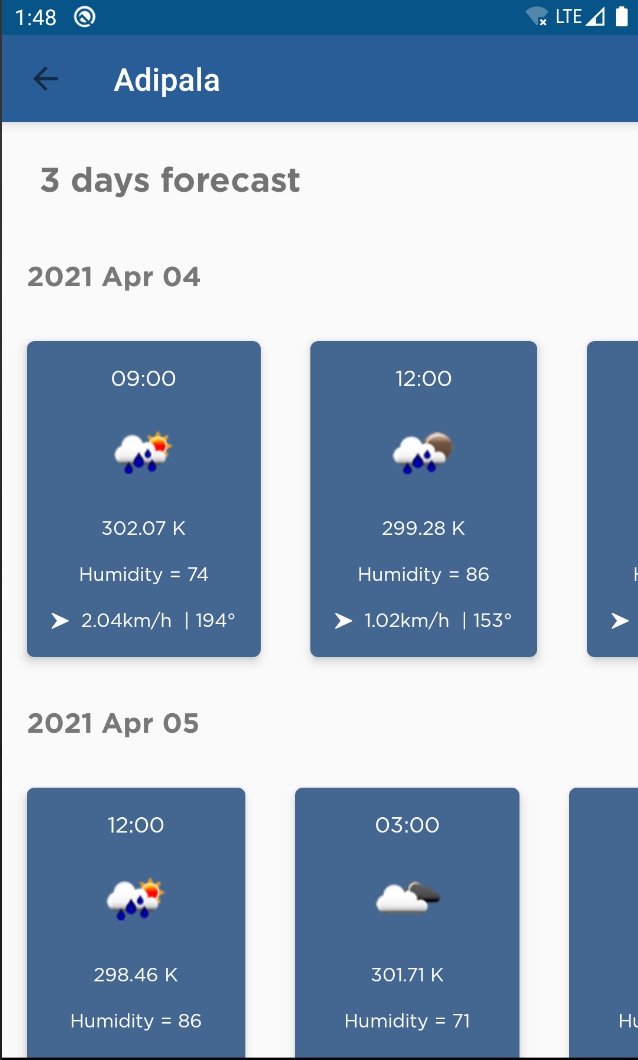 1:48 LTE
Adipala
3 days forecast
2021 Apr 04
09:00
302.07 K
Humidity = 74
2.04km/h | 194°
12:00
299.28 K
Humidity = 86
1.02km/h | 153°
2021 Apr 05
12:00
298.46 K
Humidity = 86
03:00
301.71 K
Humidity = 71